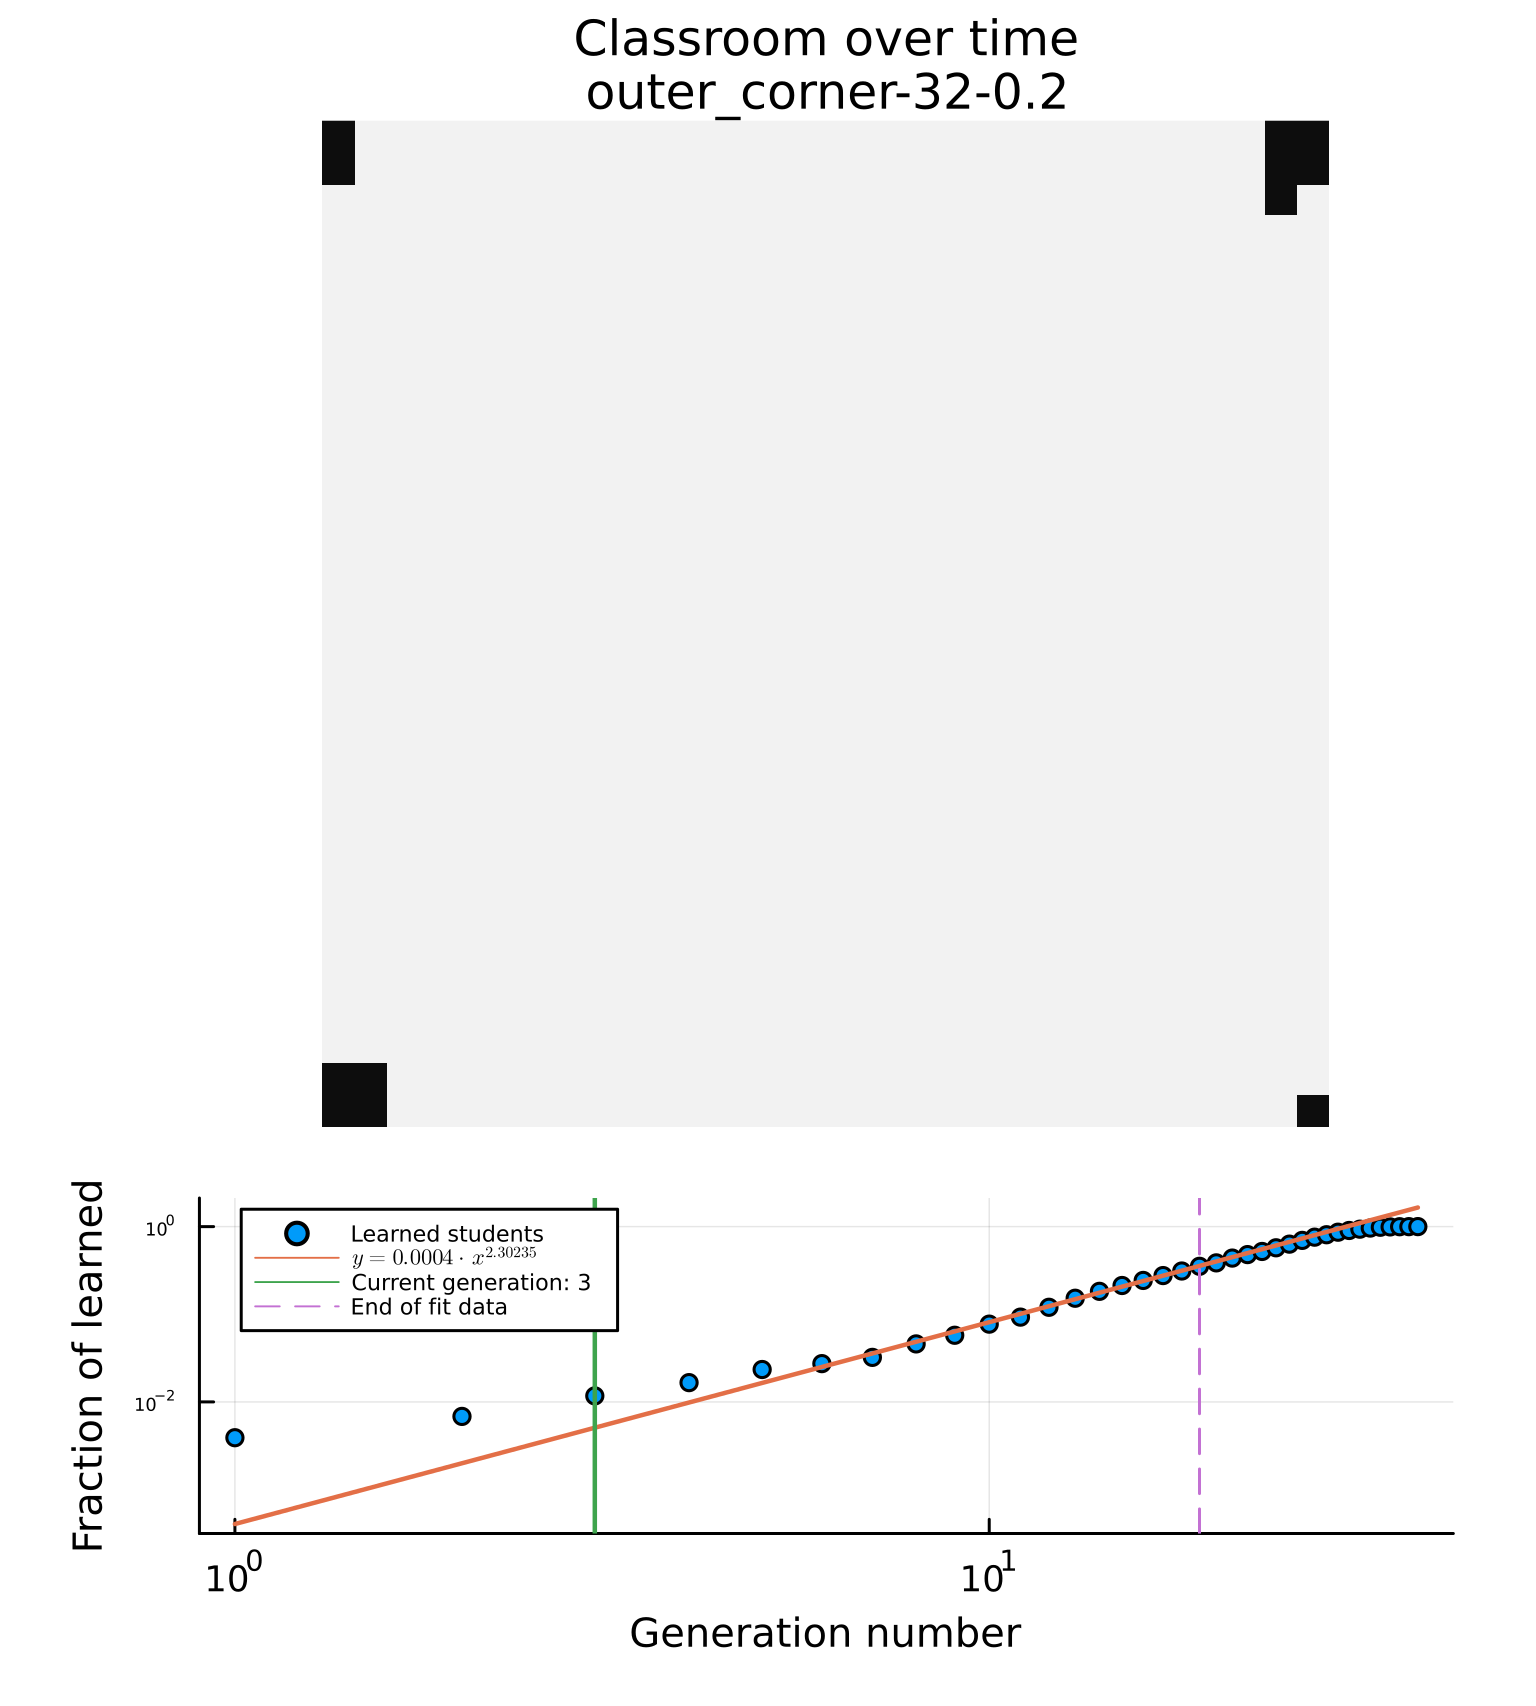 Classroom over time
outer_corner-32-0.2
Fraction of learned
10^0
10^−2
Learned students
y = 0.0004 · x^2.30235
Current generation: 3
End of fit data
10^0
10^1
Generation number